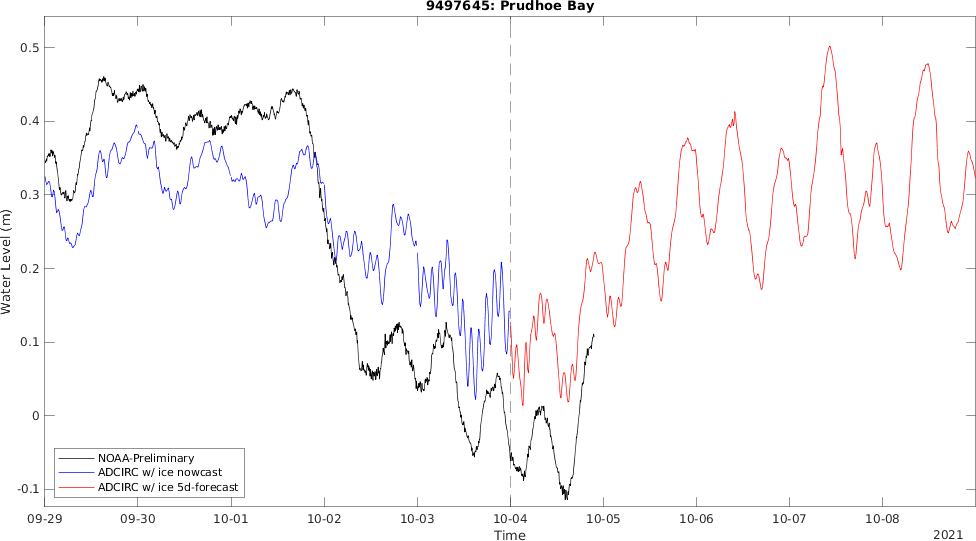 9497645: Prudhoe Bay
0.5
0.4
0.3
0.2
0.1
0
-0.1
Water Level (m)
NOAA-Preliminary
ADCIRC w/ ice nowcast
ADCIRC w/ ice 5d-forecast
09-29 09-30 10-01 10-02 10-03 10-04 10-05 10-06 10-07 10-08
Time
2021